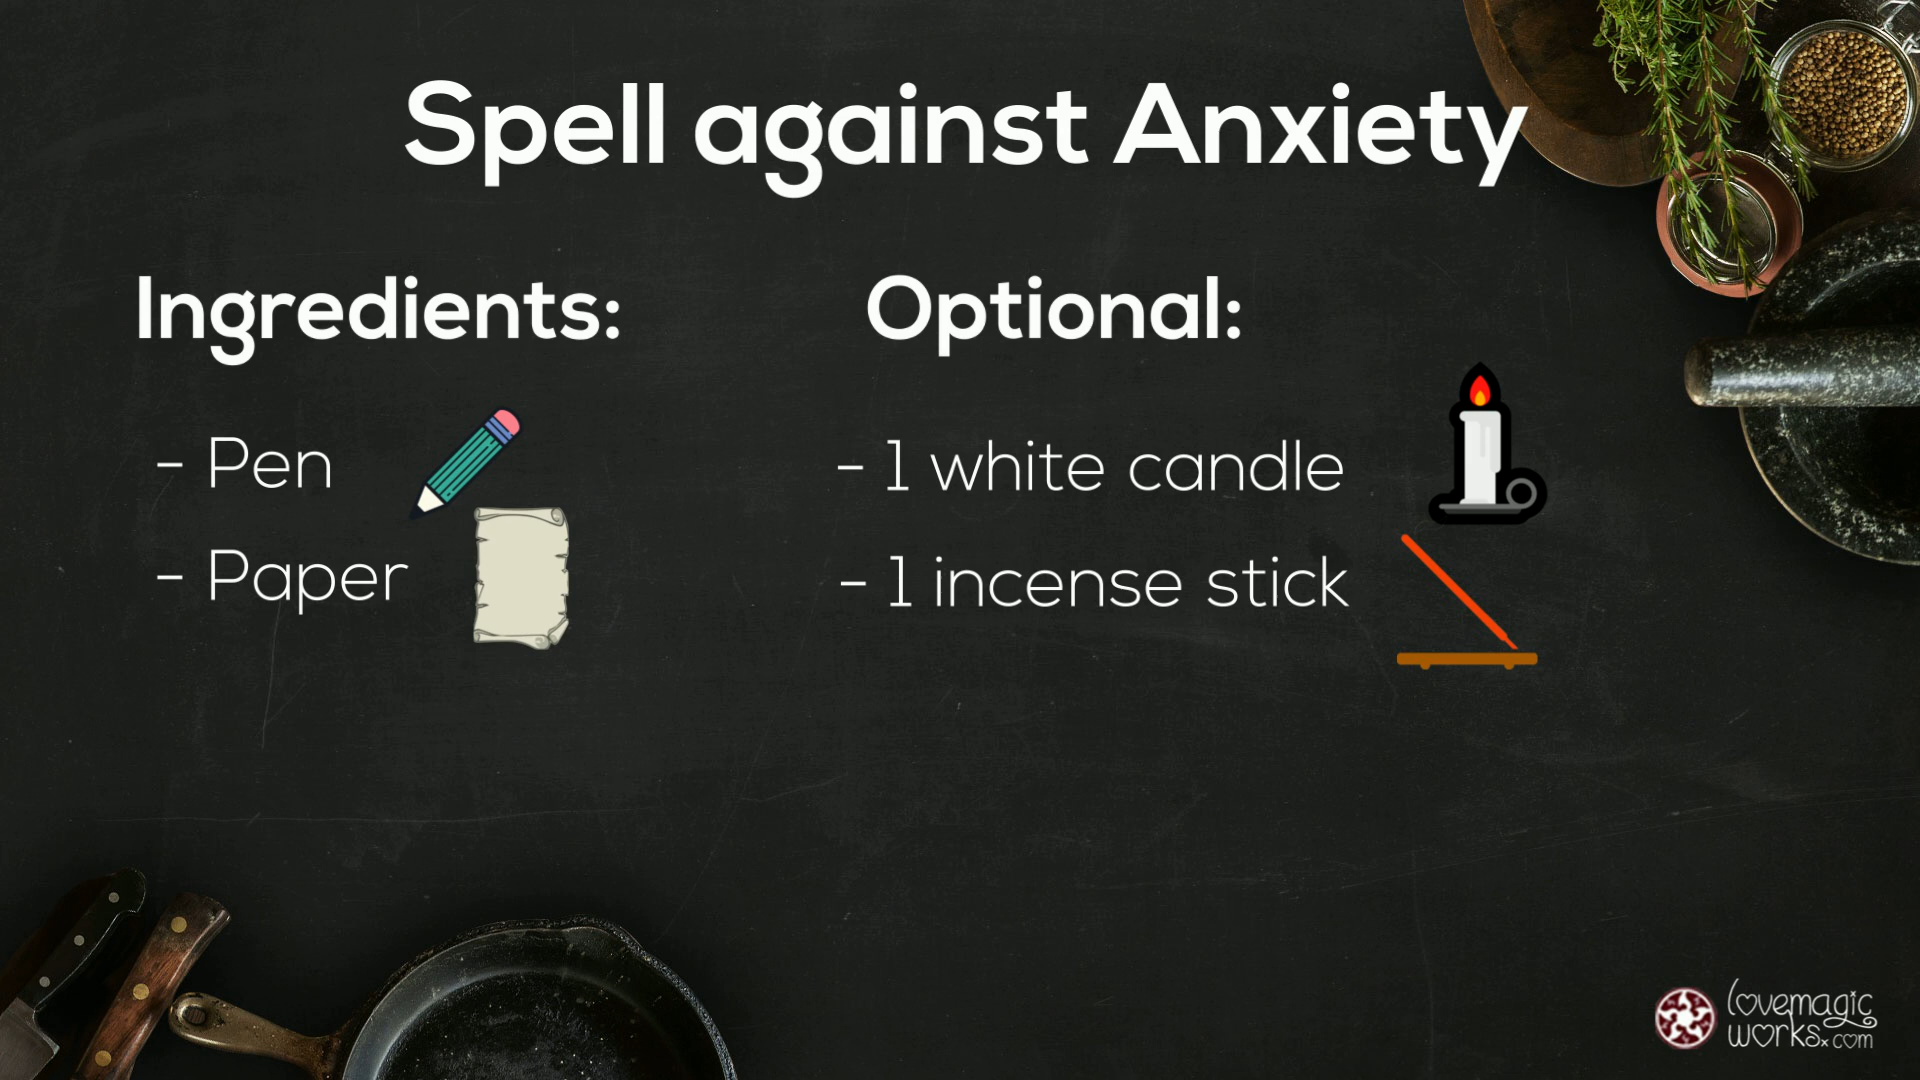 Spell against Anxiety
Ingredients:
- Pen
- Paper
Optional:
- 1 white candle
- 1 incense stick
lovemagic
works.com